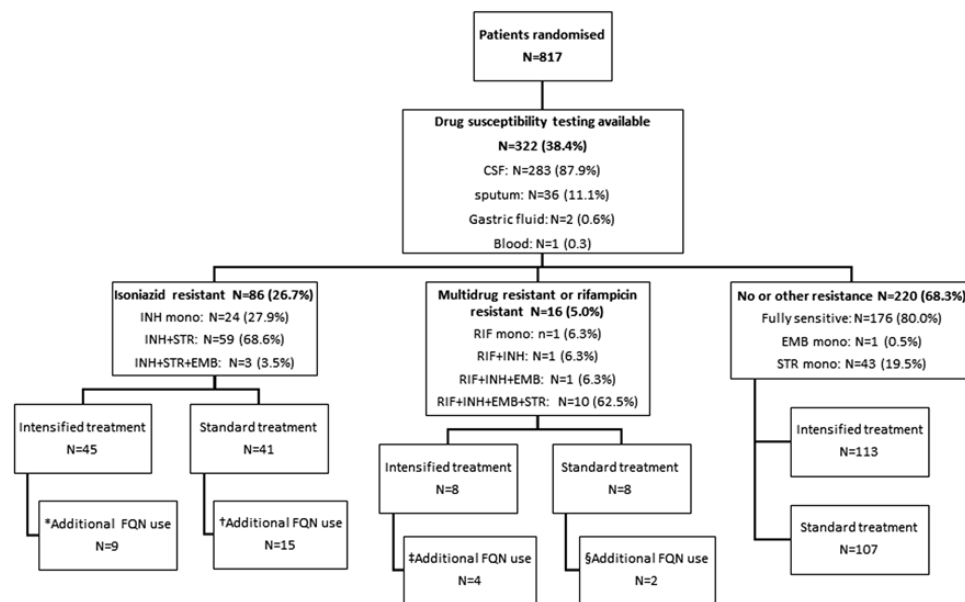 Patients randomised
N=817
Drug susceptibility testing available
N=322 (38.4%)
CSF: N=283 (87.9%)
sputum: N=36 (11.1%)
Gastric fluid: N=2 (0.6%)
Blood: N=1 (0.3)
Isoniazid resistant N=86 (26.7%)
INH mono: N=24 (27.9%)
INH+STR: N=59 (68.6%)
INH+STR+EMB: N=3 (3.5%)
Multidrug resistant or rifampicin
resistant N=16 (5.0%)
RIF mono: n=1 (6.3%)
RIF+INH: N=1 (6.3%)
RIF+INH+EMB: N=1 (6.3%)
RIF+INH+EMB+STR: N=10 (62.5%)
No or other resistance N=220 (68.3%)
Fully sensitive: N=176 (80.0%)
EMB mono: N=1 (0.5%)
STR mono: N=43 (19.5%)
Intensified treatment
N=45
Standard treatment
N=41
*Additional FQN use
N=9
†Additional FQN use
N=15
Intensified treatment
N=8
Standard treatment
N=8
‡Additional FQN use
N=4
§Additional FQN use
N=2
Intensified treatment
N=113
Standard treatment
N=107